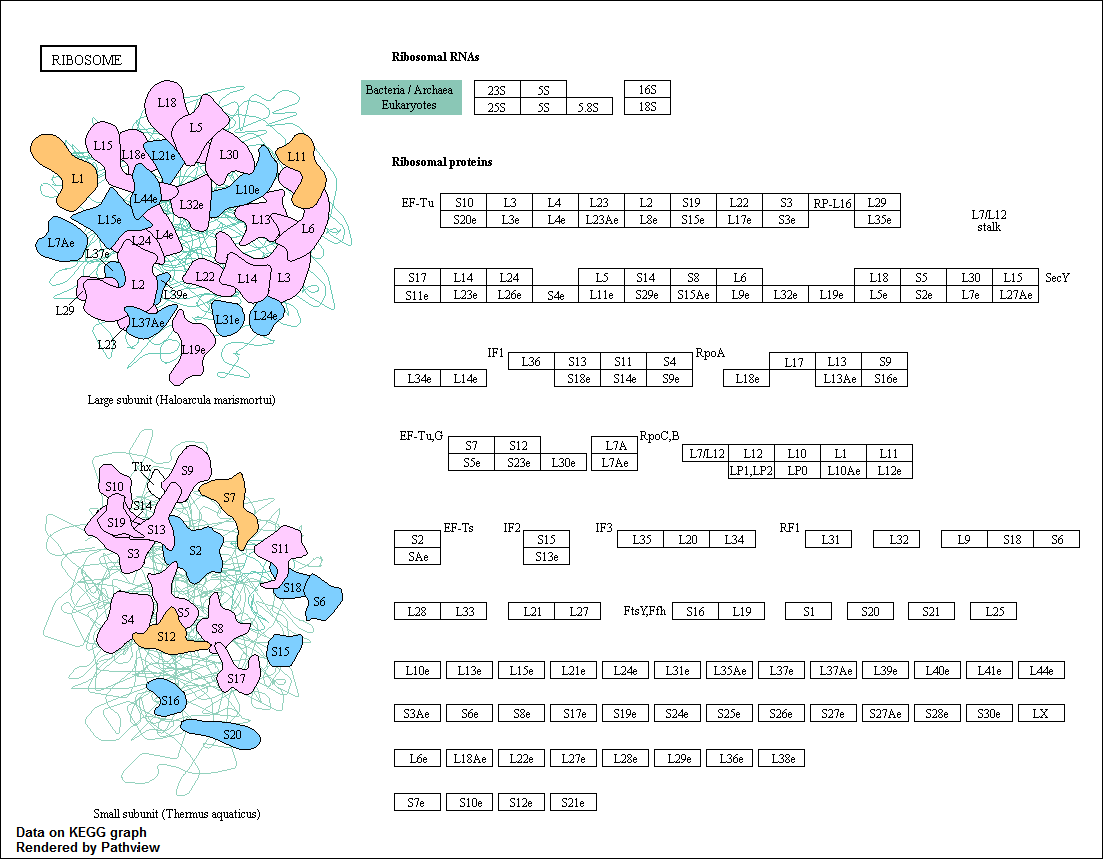 RIBOSOME
L18
L5
L15
L18e
L21e
L30
L11
L1
L10e
L44e
L32e
L15e
L13
L6
L7Ae
L4e
L24
L37e
L22
L14
L3
L2
L39e
L29
L37Ae
L31e
L24e
L23
L19e
Large subunit (Haloarcula marismortui)
Thx
S9
S10
S7
S14
S19
S13
S3
S2
S11
S18
S6
S4
S5
S12
S8
S15
S17
S16
S20
Small subunit (Thermus aquaticus)
Data on KEGG graph
Rendered by Pathview
Ribosomal RNAs
Bacteria / Archaea 23S 5S 16S
Eukaryotes 25S 5S 5.8S 18S
Ribosomal proteins
EF-Tu S10 L3 L4 L23 L2 S19 L22 S3 RP-L16 L29
S20e L3e L4e L23Ae L8e S15e L17e S3e L35e
L7/L12
stalk
S17 L14 L24 L5 S14 S8 L6 L18 S5 L30 L15 SecY
S11e L23e L26e S4e L11e S29e S15Ae L9e L32e L19e L5e S2e L7e L27Ae
IF1 L36 S13 S11 S4 RpoA L17 L13 S9
L34e L14e S18e S14e S9e L18e L13Ae S16e
EF-Tu,G S7 S12 L7A RpoC,B L7/L12 L12 L10 L1 L11
S5e S23e L30e L7Ae LP1,LP2 LP0 L10Ae L12e
S2 EF-Ts IF2 S15 IF3 L35 L20 L34 RF1 L31 L32 L9 S18 S6
SAe S13e
L28 L33 L21 L27 FtsY,Ffh S16 L19 S1 S20 S21 L25
L10e L13e L15e L21e L24e L31e L35Ae L37e L37Ae L39e L40e L41e L44e
S3Ae S6e S8e S17e S19e S24e S25e S26e S27e S27Ae S28e S30e LX
L6e L18Ae L22e L27e L28e L29e L36e L38e
S7e S10e S12e S21e